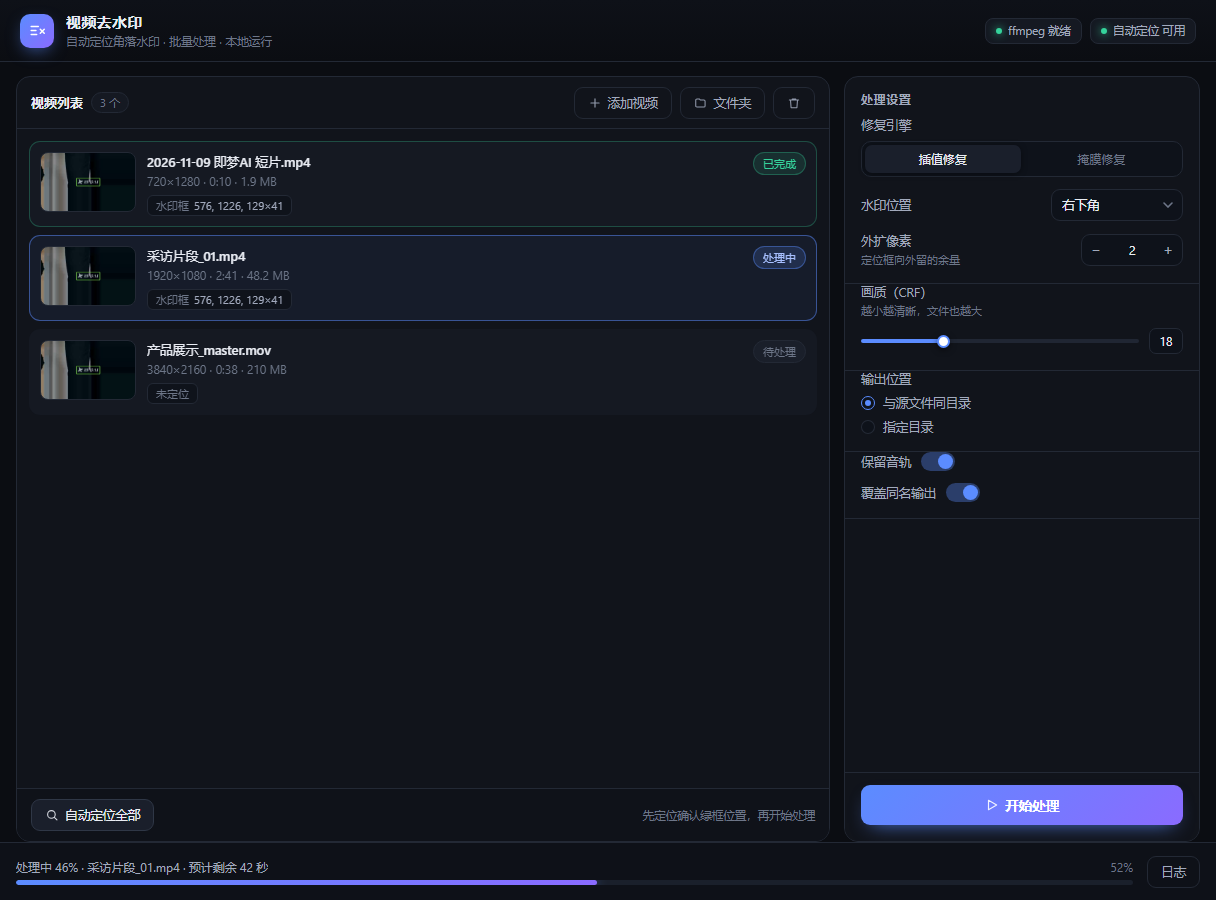 视频去水印
自动定位角落水印 · 批量处理 · 本地运行
ffmpeg 就绪
自动定位 可用
视频列表
3 个
添加视频
文件夹
2026-11-09 即梦AI 短片.mp4
720×1280 · 0:10 · 1.9 MB
水印框 576, 1226, 129×41
已完成
采访片段_01.mp4
1920×1080 · 2:41 · 48.2 MB
水印框 576, 1226, 129×41
处理中
产品展示_master.mov
3840×2160 · 0:38 · 210 MB
未定位
待处理
自动定位全部
先定位确认绿框位置，再开始处理
处理设置
修复引擎
插值修复
掩膜修复
水印位置
右下角
外扩像素
定位框向外留的余量
− 2 +
画质（CRF）
越小越清晰，文件也越大
18
输出位置
与源文件同目录
指定目录
保留音轨
覆盖同名输出
开始处理
处理中 46% · 采访片段_01.mp4 · 预计剩余 42 秒
52%
日志